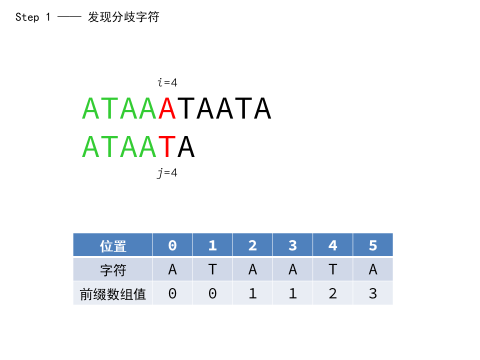 Step 1 —— 发现分歧字符
i=4
ATAAATAATA
ATAATA
j=4
位置 0 1 2 3 4 5
字符 A T A A T A
前缀数组值 0 0 1 1 2 3